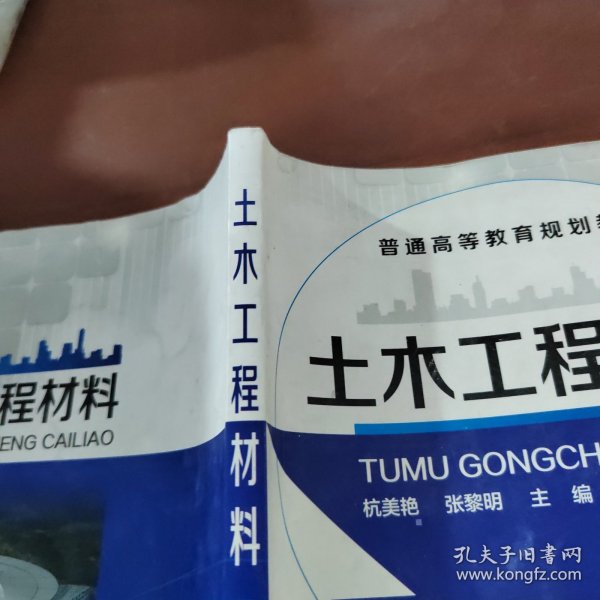 程材料
ENG CAILIAO
土木工程材料
普通高等教育规划
土木工程
TUMU GONGCH
杭美艳 张黎明 主编
孔夫子旧书网
www.kongfz.com